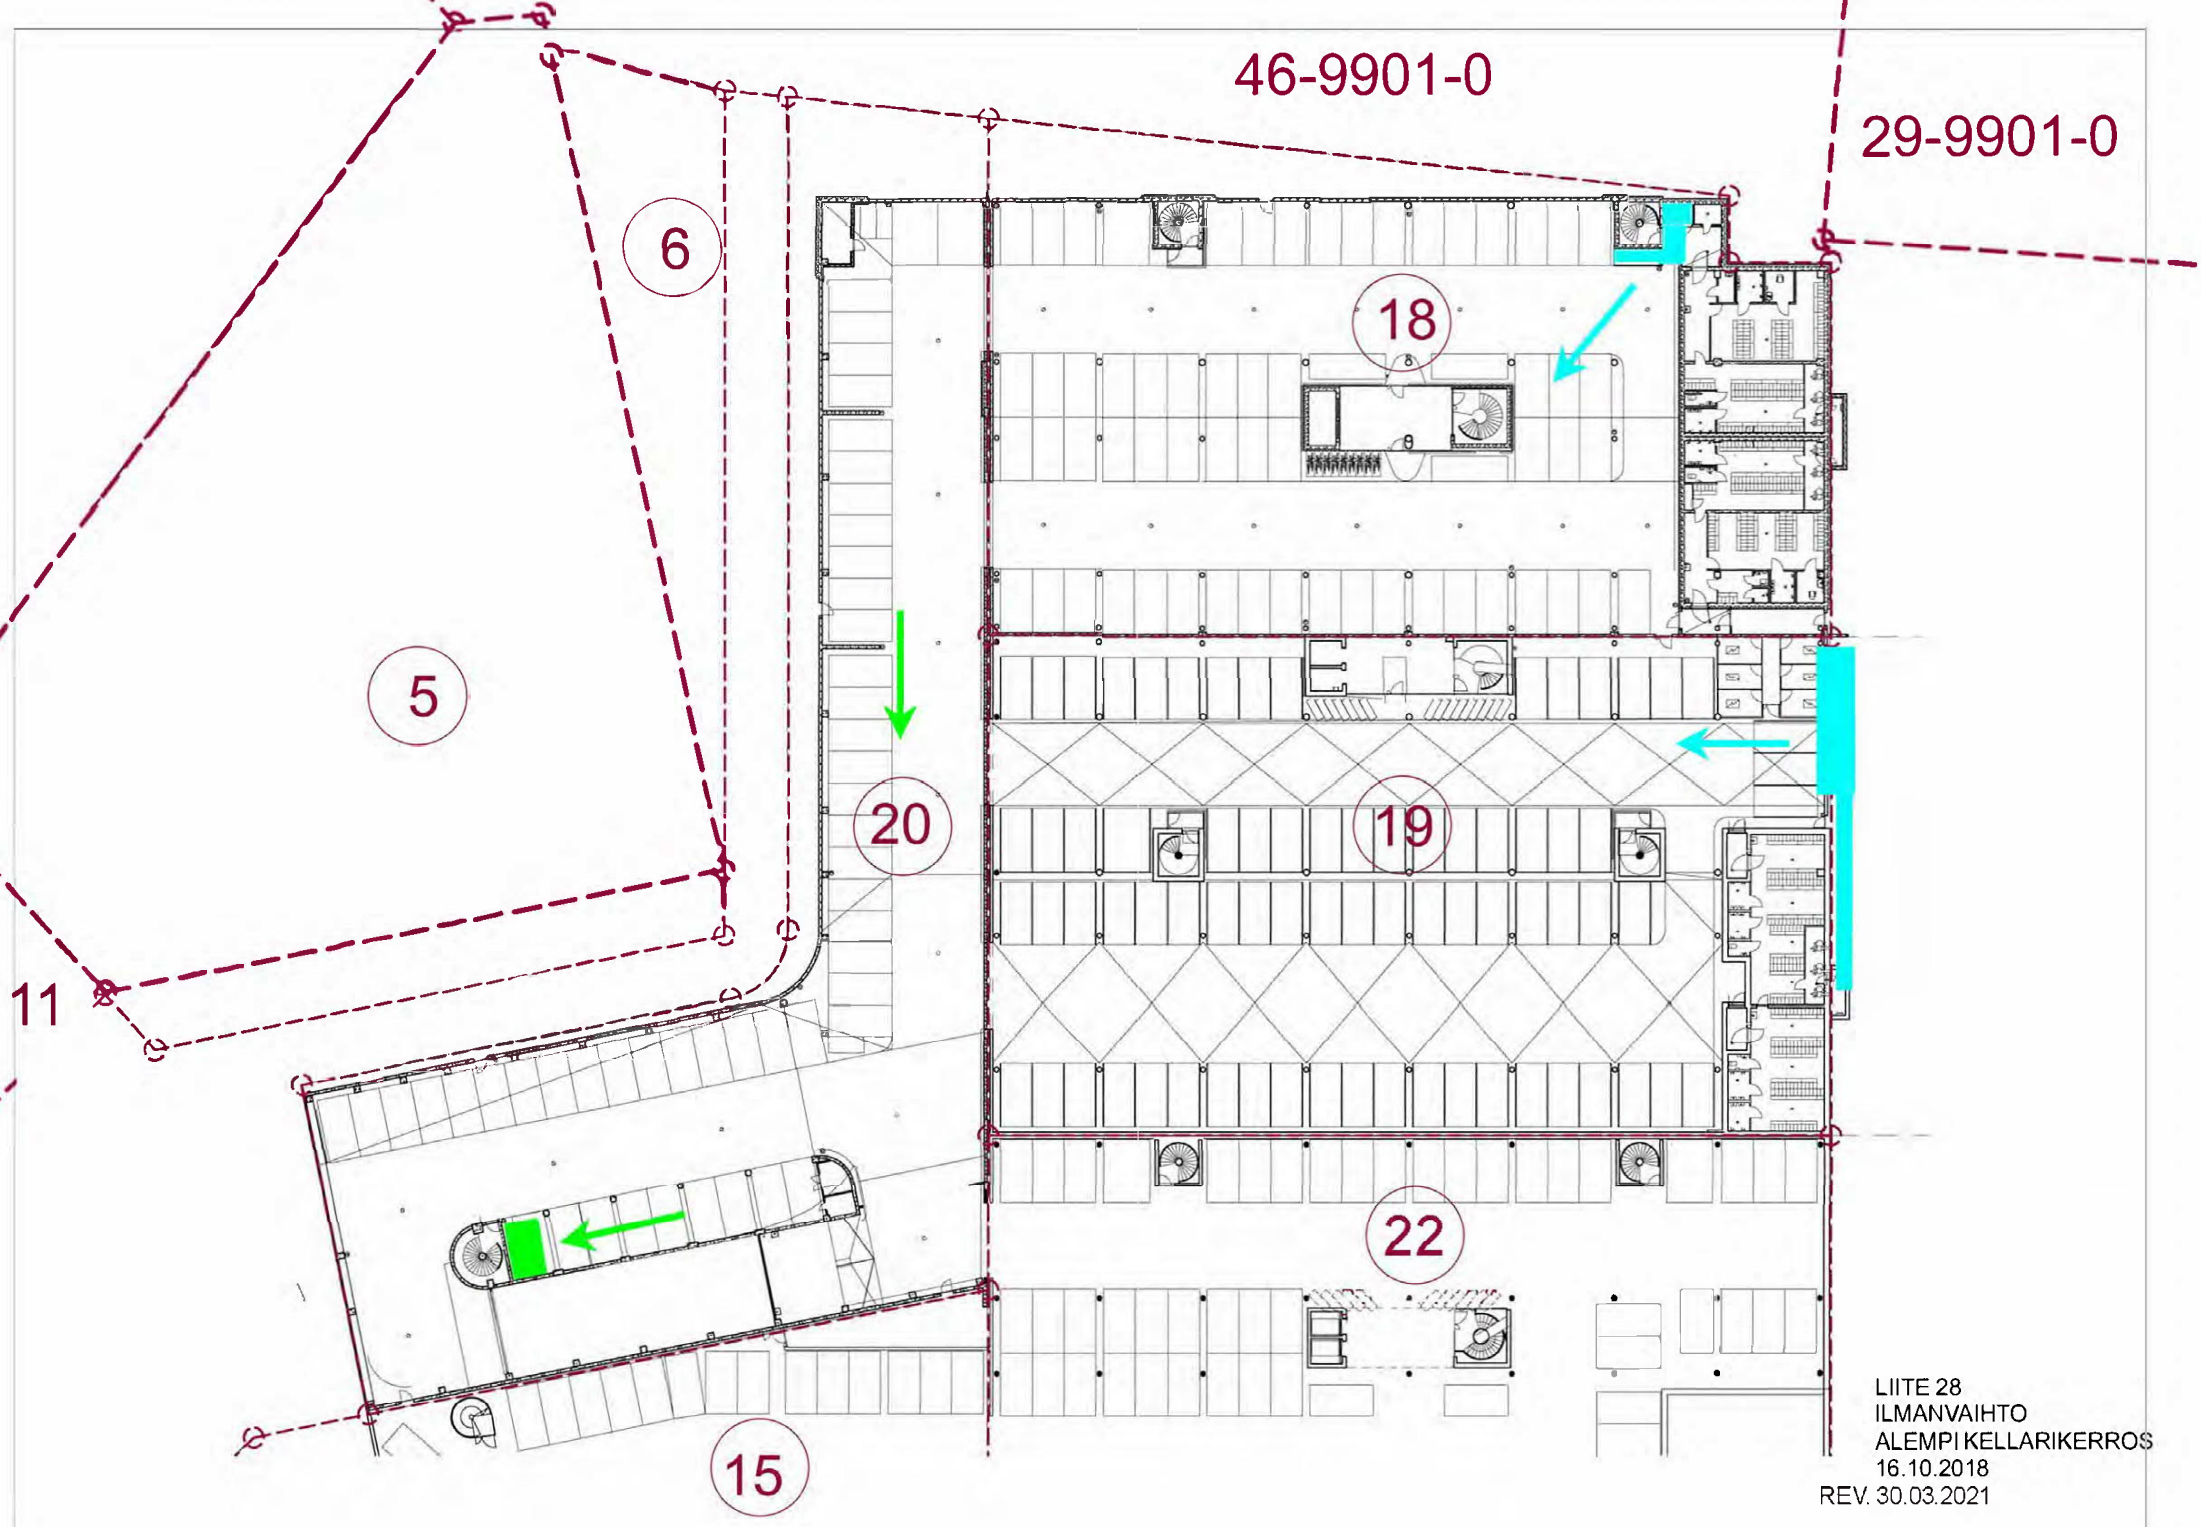 46-9901-0
29-9901-0
6
18
5
20
19
11
22
15
LIITE 28
ILMANVAIHTO
ALEMPI KELLARIKERROS
16.10.2018
REV. 30.03.2021